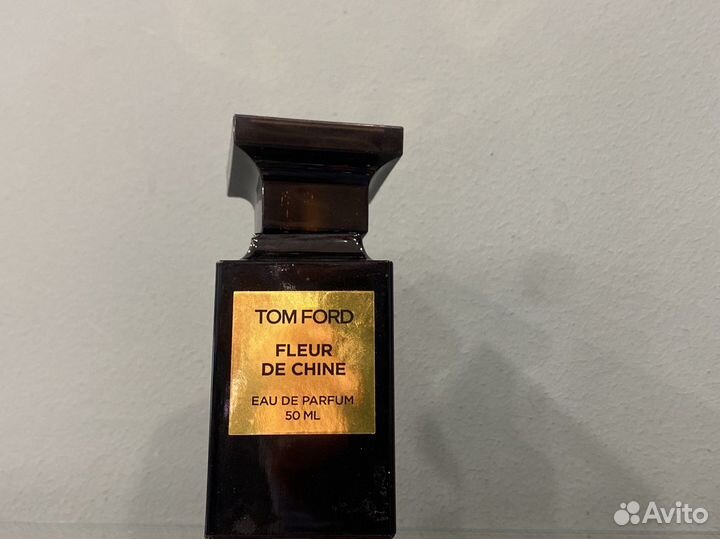 TOM FORD
FLEUR
DE CHINE
EAU DE PARFUM
50 ML
Avito